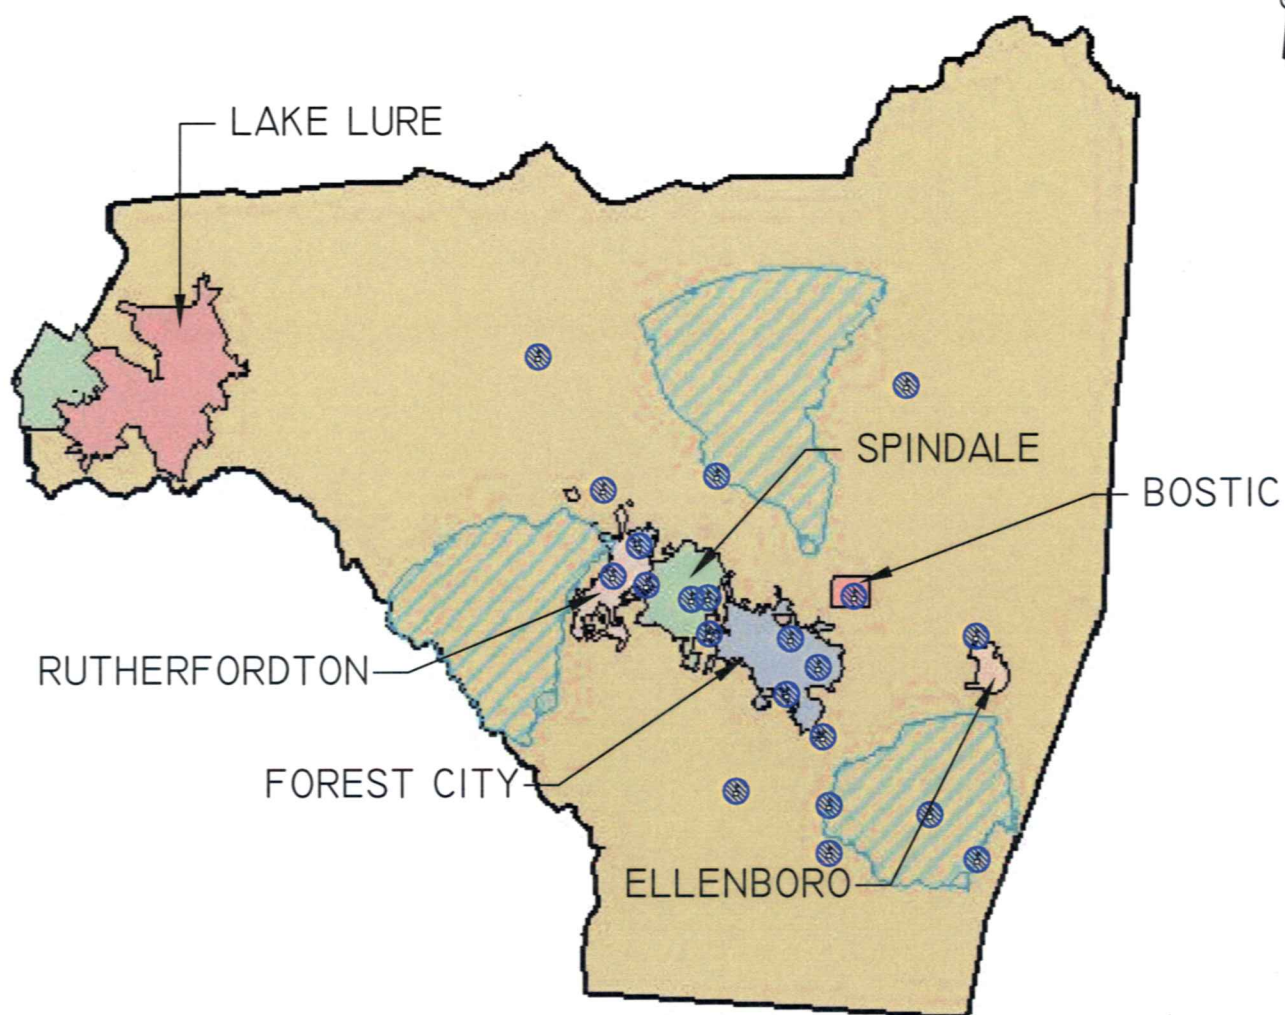 LAKE LURE
SPINDALE
BOSTIC
RUTHERFORDTON
FOREST CITY
ELLENBORO